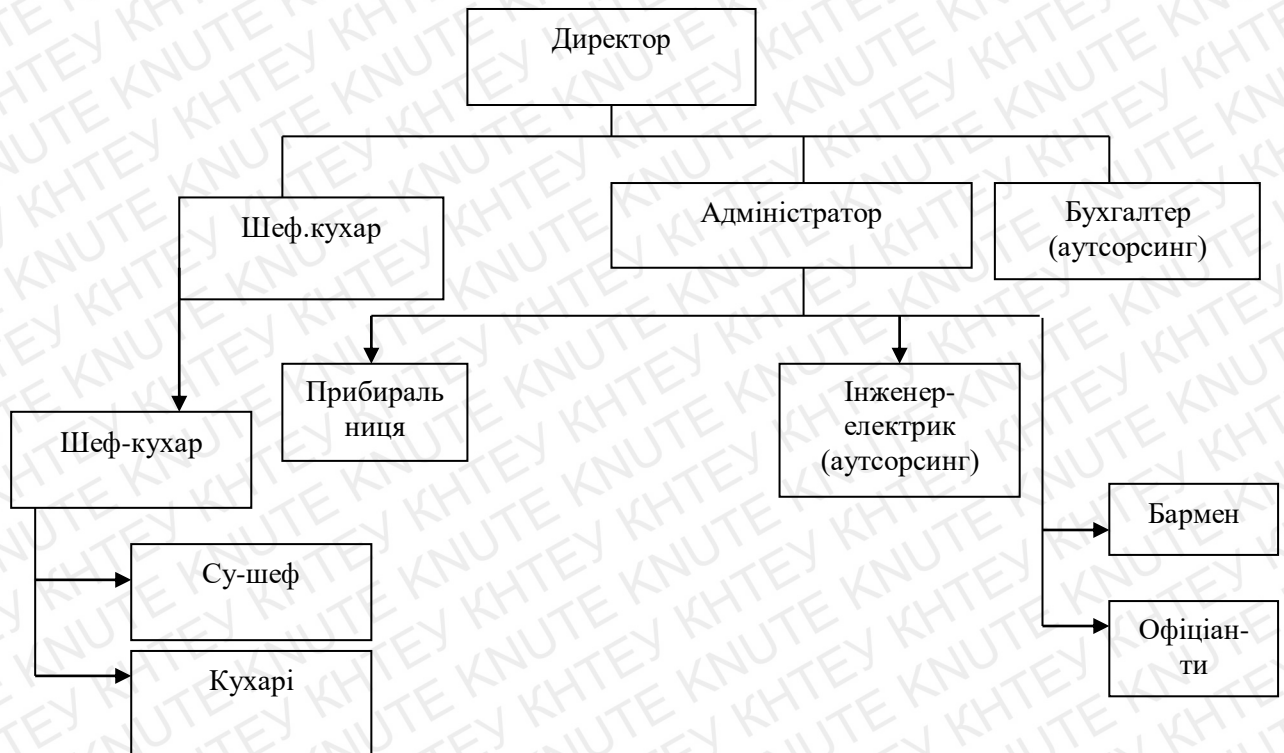 Директор
Шеф.кухар
Адміністратор
Бухгалтер
(аутсорсинг)
Прибираль
ниця
Інженер-
електрик
(аутсорсинг)
Шеф-кухар
Бармен
Су-шеф
Офіціан-
ти
Кухарі